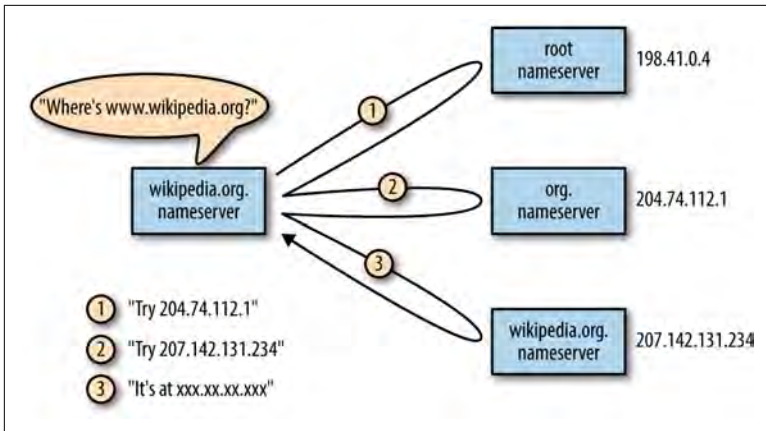 root
nameserver
198.41.0.4
"Where's www.wikipedia.org?"
1
wikipedia.org.
nameserver
2
org.
nameserver
204.74.112.1
3
1 "Try 204.74.112.1"
2 "Try 207.142.131.234"
3 "It's at xxx.xx.xx.xxx"
wikipedia.org.
nameserver
207.142.131.234